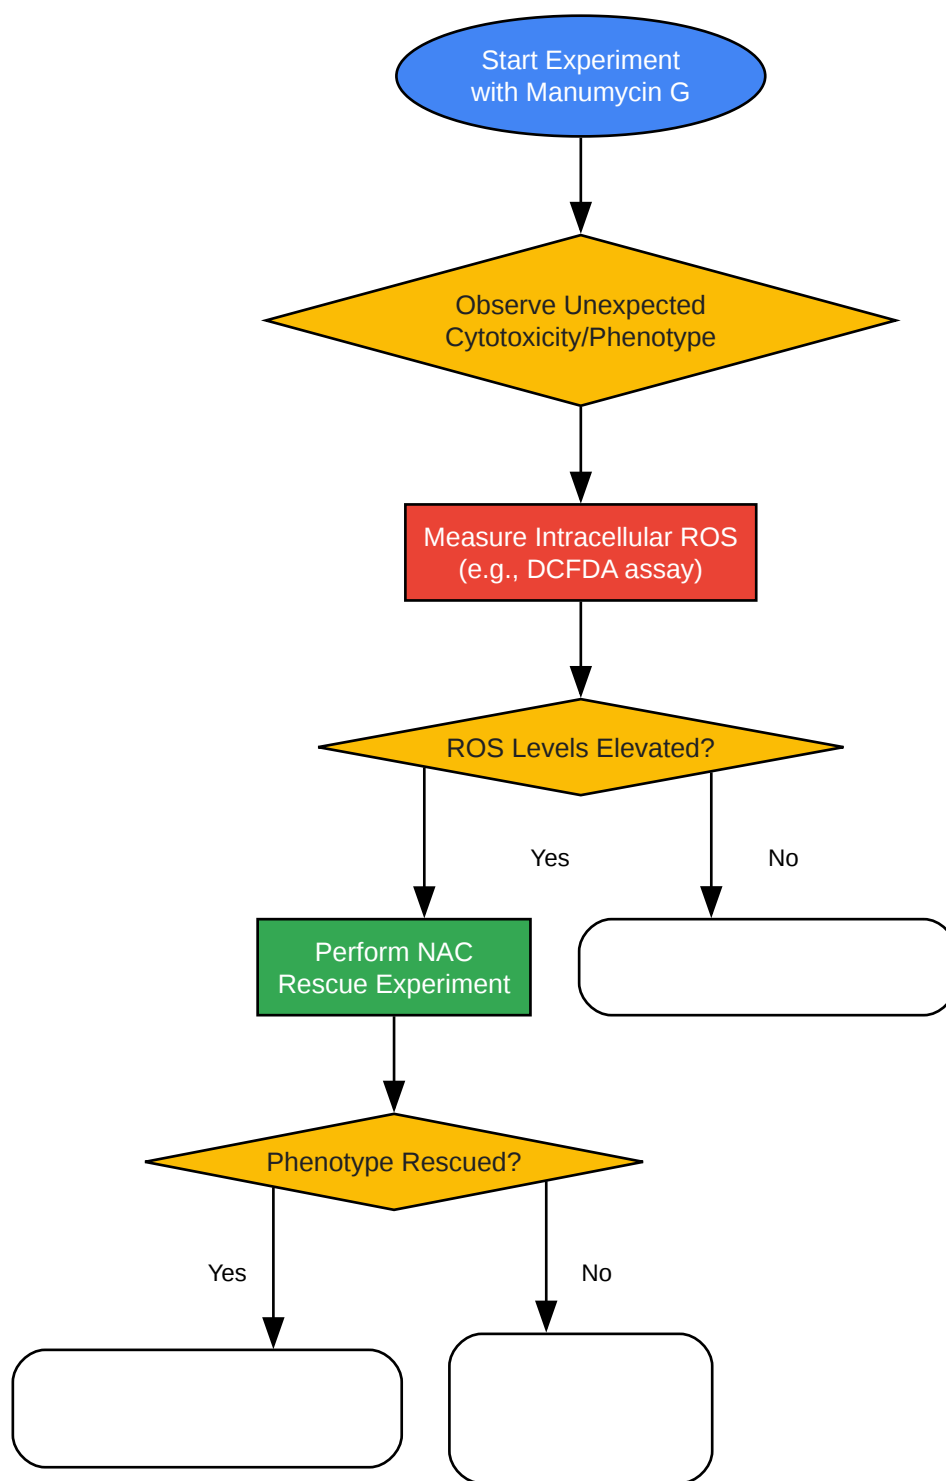 Start Experiment
with Manumycin G
Observe Unexpected
Cytotoxicity/Phenotype
Measure Intracellular ROS
(e.g., DCFDA assay)
ROS Levels Elevated?
Yes
No
Perform NAC
Rescue Experiment
Phenotype Rescued?
Yes
No